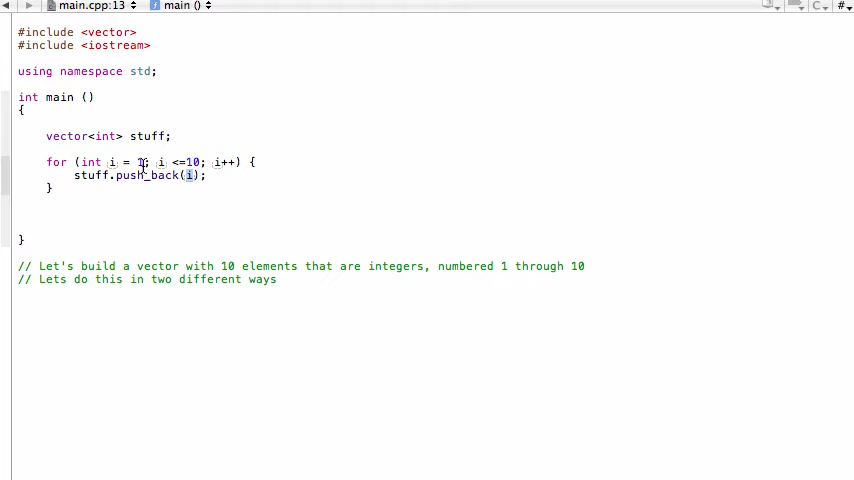 main.cpp:13 main ()
C #
#include <vector>
#include <iostream>
using namespace std;
int main ()
{
vector<int> stuff;
for (int i = 1; i <=10; i++) {
stuff.push_back(i);
}
}
// Let's build a vector with 10 elements that are integers, numbered 1 through 10
// Lets do this in two different ways